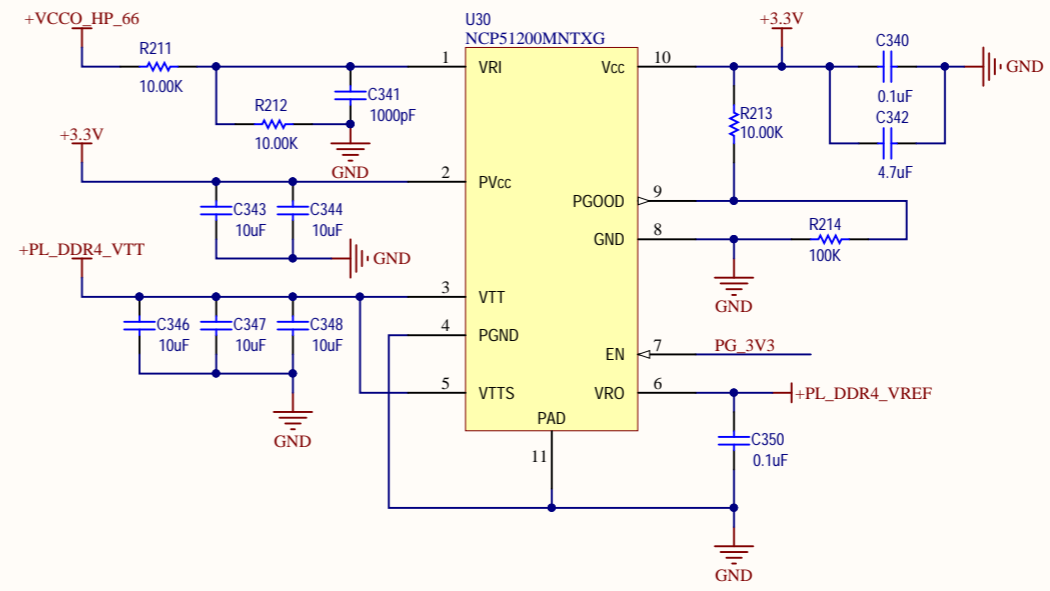 +VCCO_HP_66
U30
NCP51200MNTXG
+3.3V
R211
10.00K
1
VRI
Vcc
10
C340
0.1uF
GND
R212
10.00K
C341
1000pF
GND
R213
10.00K
C342
4.7uF
+3.3V
2
PVcc
C343
10uF
C344
10uF
GND
PGOOD
9
GND
8
R214
100K
GND
+PL_DDR4_VTT
3
VTT
C346
10uF
C347
10uF
C348
10uF
GND
4
PGND
EN
7
PG_3V3
5
VTTS
VRO
6
+PL_DDR4_VREF
PAD
11
C350
0.1uF
GND